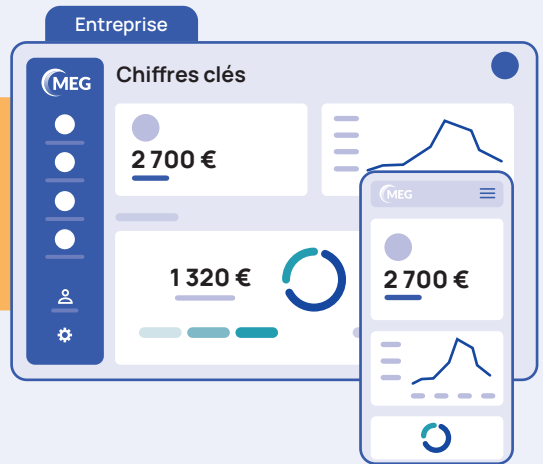 Entreprise
MEG
Chiffres clés
2 700 €
1 320 €
MEG
2 700 €